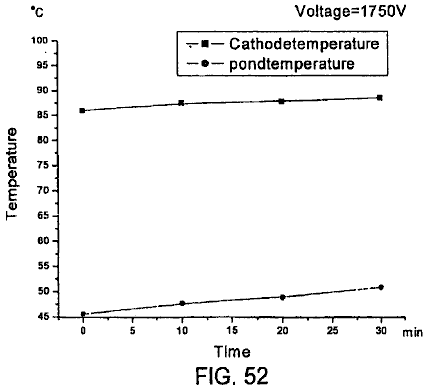 °C
Voltage=1750V
Cathodetemperature
pondtemperature
100
95
90
85
80
75
70
65
60
55
50
45
Temperature
0 5 10 15 20 25 30 min
Time
FIG. 52